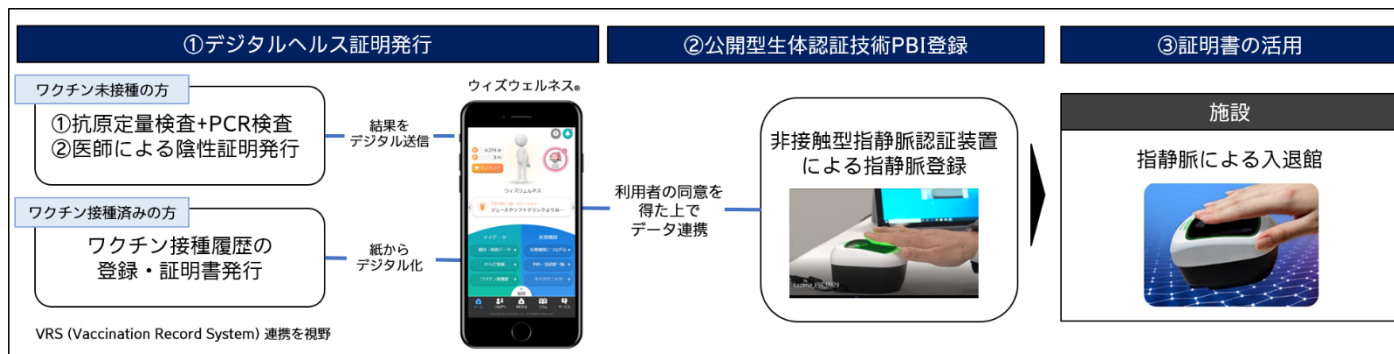 ①デジタルヘルス証明発行
②公開型生体認証技術PBI登録
③証明書の活用
ワクチン未接種の方
①抗原定量検査+PCR検査
②医師による陰性証明発行
結果を
デジタル送信
ワクチン接種済みの方
ワクチン接種履歴の
登録・証明書発行
紙から
デジタル化
VRS (Vaccination Record System) 連携を視野
ウィズウェルネス®
ウィズウェルネス
利用者の同意を
得た上で
データ連携
非接触型指静脈認証装置
による指静脈登録
施設
指静脈による入退館